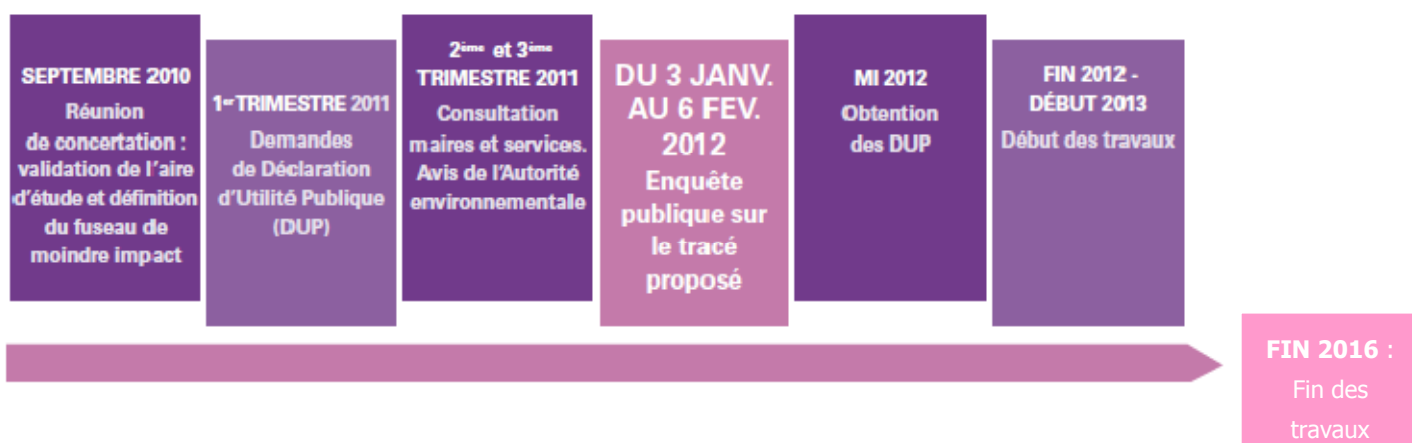 SEPTEMBRE 2010
Réunion
de concertation :
validation de l'aire
d'étude et définition
du fuseau de
moindre impact
1er TRIMESTRE 2011
Demandes
de Déclaration
d'Utilité Publique
(DUP)
2ème et 3ème
TRIMESTRE 2011
Consultation
maires et services.
Avis de l'Autorité
environnementale
DU 3 JANV.
AU 6 FEV.
2012
Enquête
publique sur
le tracé
proposé
MI 2012
Obtention
des DUP
FIN 2012 -
DÉBUT 2013
Début des travaux
FIN 2016 :
Fin des
travaux